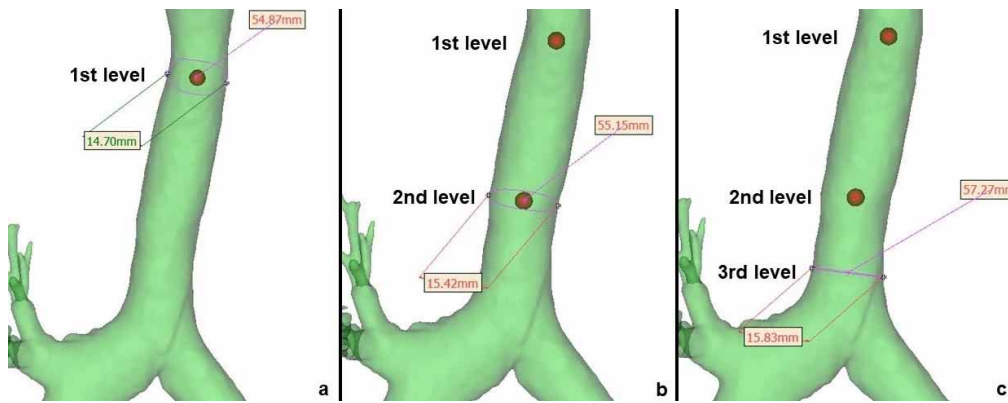 54.87mm
1st level
14.70mm
a
1st level
55.15mm
2nd level
15.42mm
b
1st level
57.27mm
2nd level
3rd level
15.83mm
c